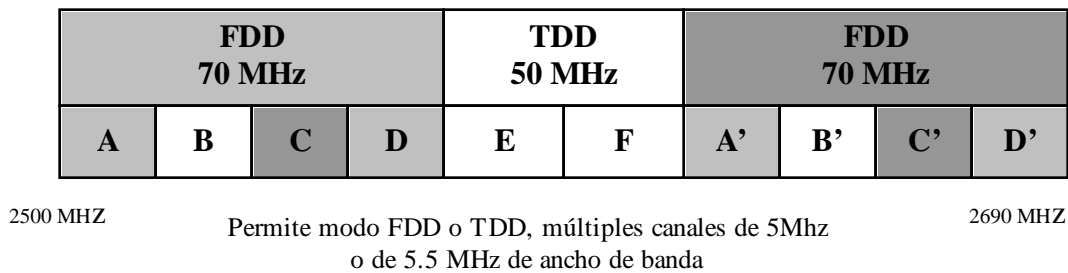 FDD TDD FDD
70 MHz 50 MHz 70 MHz
A B C D E F A’ B’ C’ D’
2500 MHZ 2690 MHZ
Permite modo FDD o TDD, múltiples canales de 5Mhz
o de 5.5 MHz de ancho de banda